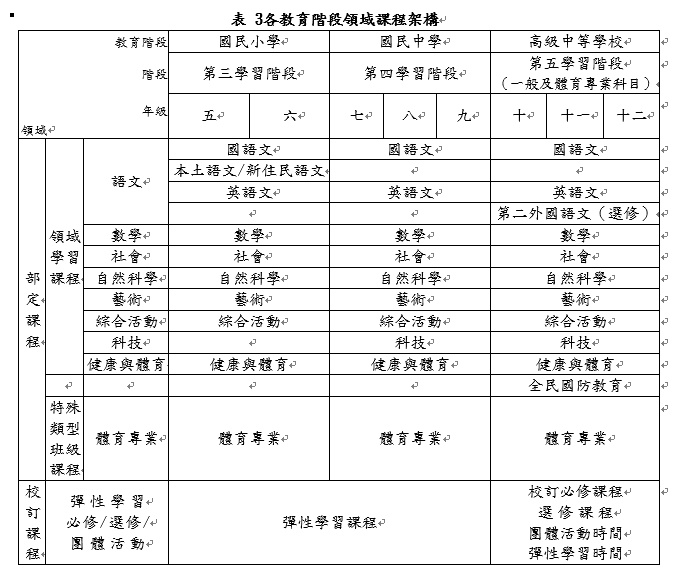 表 3各教育階段領域課程架構
教育階段 國民小學 國民中學 高級中等學校
階段 第三學習階段 第四學習階段 第五學習階段
（一般及體育專業科目）
年級 五 六 七 八 九 十 十一 十二
領域
國語文 國語文 國語文
語文 本土語文/新住民語文
英語文 英語文 英語文
第二外國語文（選修）
領域 數學 數學 數學 數學
學習 社會 社會 社會 社會
部 課程 自然科學 自然科學 自然科學 自然科學
定 藝術 藝術 藝術 藝術
課 綜合活動 綜合活動 綜合活動 綜合活動
程 科技 科技 科技
健康與體育 健康與體育 健康與體育 健康與體育
全民國防教育
特殊
類型
班級
課程
體育專業 體育專業 體育專業 體育專業
校
訂
課
程
彈性學習
必修/選修/
團體活動
彈性學習課程
校訂必修課程
選修課程
團體活動時間
彈性學習時間